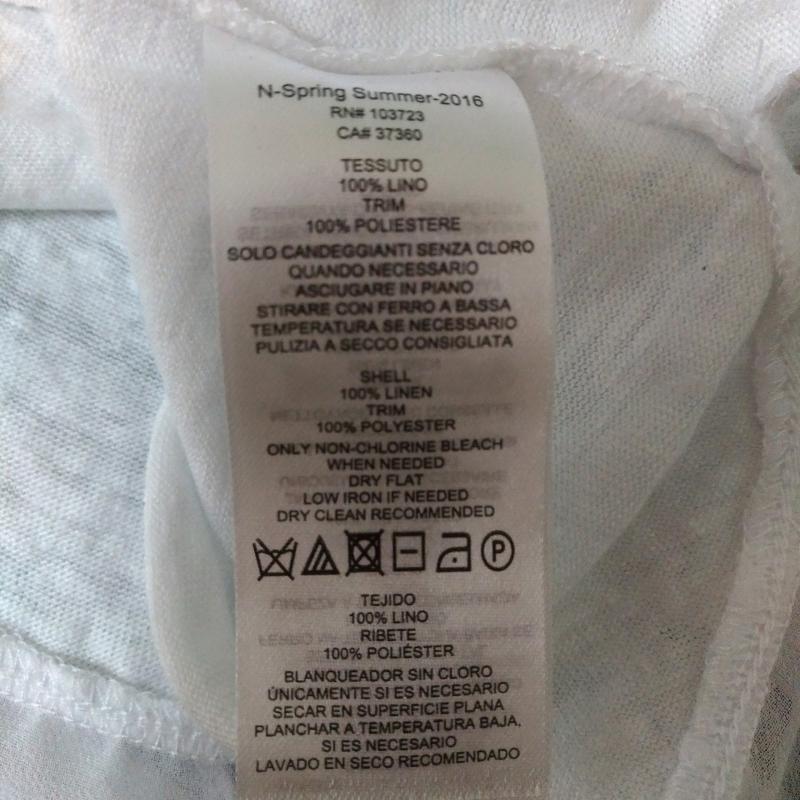 N-Spring Summer-2016
RN# 103723
CA# 37360
TESSUTO
100% LINO
TRIM
100% POLIESTERE
SOLO CANDEGGIANTI SENZA CLORO
QUANDO NECESSARIO
ASCIUGARE IN PIANO
STIRARE CON FERRO A BASSA
TEMPERATURA SE NECESSARIO
PULIZIA A SECCO CONSIGLIATA
SHELL
100% LINEN
TRIM
100% POLYESTER
ONLY NON-CHLORINE BLEACH
WHEN NEEDED
DRY FLAT
LOW IRON IF NEEDED
DRY CLEAN RECOMMENDED
P
TEJIDO
100% LINO
RIBETE
100% POLIÉSTER
BLANQUEADOR SIN CLORO
ÚNICAMENTE SI ES NECESARIO
SECAR EN SUPERFICIE PLANA
PLANCHAR A TEMPERATURA BAJA,
SI ES NECESARIO
LAVADO EN SECO RECOMENDADO